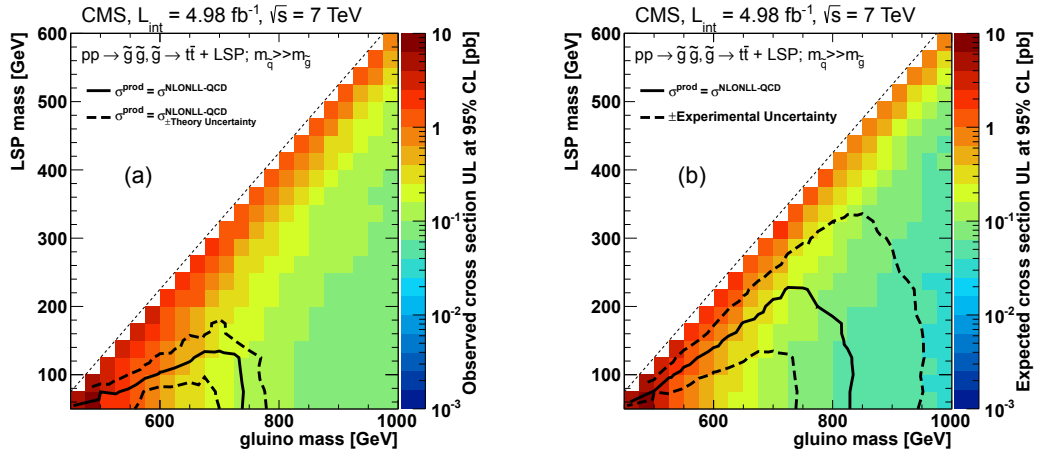 CMS, L_int = 4.98 fb⁻¹, √s = 7 TeV
pp → g̃ g̃, g̃ → tt̄ + LSP; m_q̃>>m_g̃
σ^prod = σ^NLONLL-QCD
σ^prod = σ^NLONLL-QCD_±Theory Uncertainty
(a)
LSP mass [GeV]
600
500
400
300
200
100
600
800
1000
gluino mass [GeV]
10
1
10⁻¹
10⁻²
10⁻³
Observed cross section UL at 95% CL [pb]
CMS, L_int = 4.98 fb⁻¹, √s = 7 TeV
pp → g̃ g̃, g̃ → tt̄ + LSP; m_q̃>>m_g̃
σ^prod = σ^NLONLL-QCD
±Experimental Uncertainty
(b)
LSP mass [GeV]
600
500
400
300
200
100
600
800
1000
gluino mass [GeV]
10
1
10⁻¹
10⁻²
10⁻³
Expected cross section UL at 95% CL [pb]